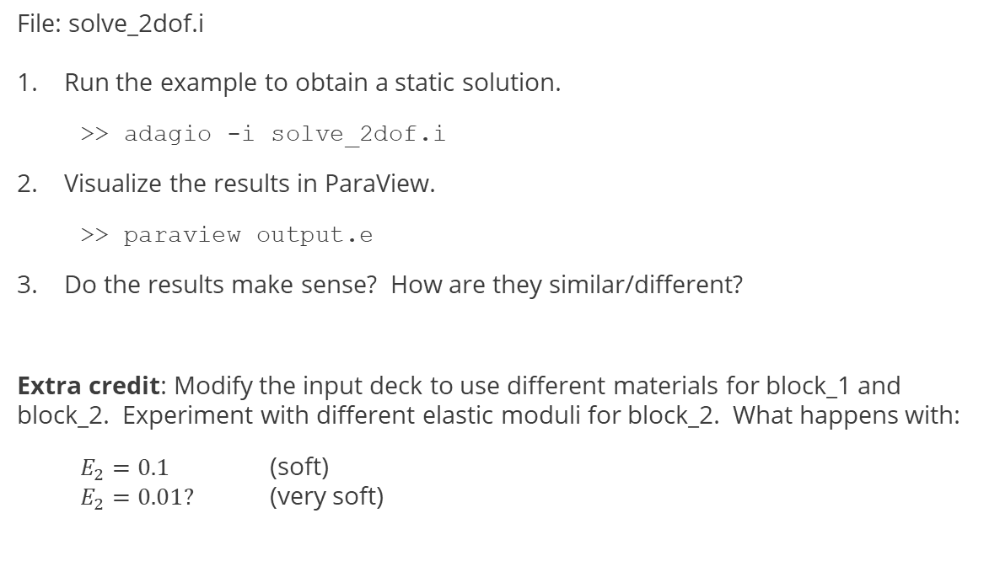 File: solve_2dof.i
1. Run the example to obtain a static solution.
>> adagio -i solve_2dof.i
2. Visualize the results in ParaView.
>> paraview output.e
3. Do the results make sense? How are they similar/different?
Extra credit: Modify the input deck to use different materials for block_1 and
block_2. Experiment with different elastic moduli for block_2. What happens with:
E₂ = 0.1 (soft)
E₂ = 0.01? (very soft)